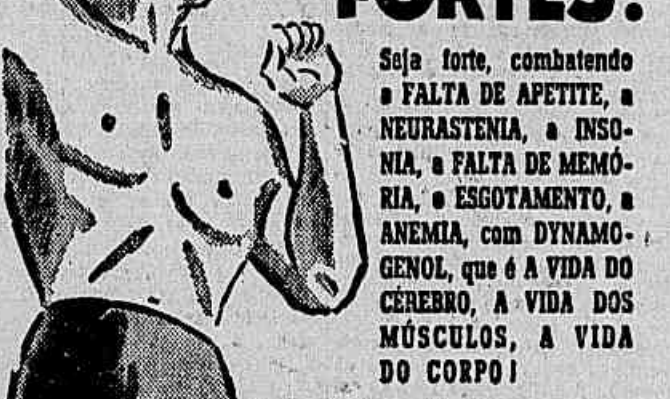 FORTES!
Seja forte, combatendo
a FALTA DE APETITE, a
NEURASTENIA, a INSO-
NIA, a FALTA DE MEMÓ-
RIA, o ESGOTAMENTO, a
ANEMIA, com DYNAMO-
GENOL, que é A VIDA DO
CÉREBRO, A VIDA DOS
MÚSCULOS, A VIDA
DO CORPO!